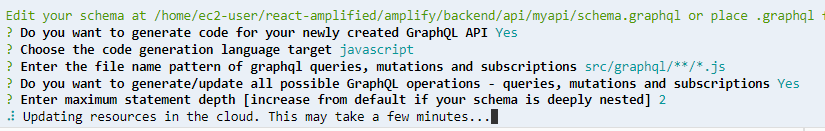 Edit your schema at /home/ec2-user/react-amplified/amplify/backend/api/myapi/schema.graphql or place .graphql
? Do you want to generate code for your newly created GraphQL API Yes
? Choose the code generation language target javascript
? Enter the file name pattern of graphql queries, mutations and subscriptions src/graphql/**/*.js
? Do you want to generate/update all possible GraphQL operations - queries, mutations and subscriptions Yes
? Enter maximum statement depth [increase from default if your schema is deeply nested] 2
Updating resources in the cloud. This may take a few minutes...